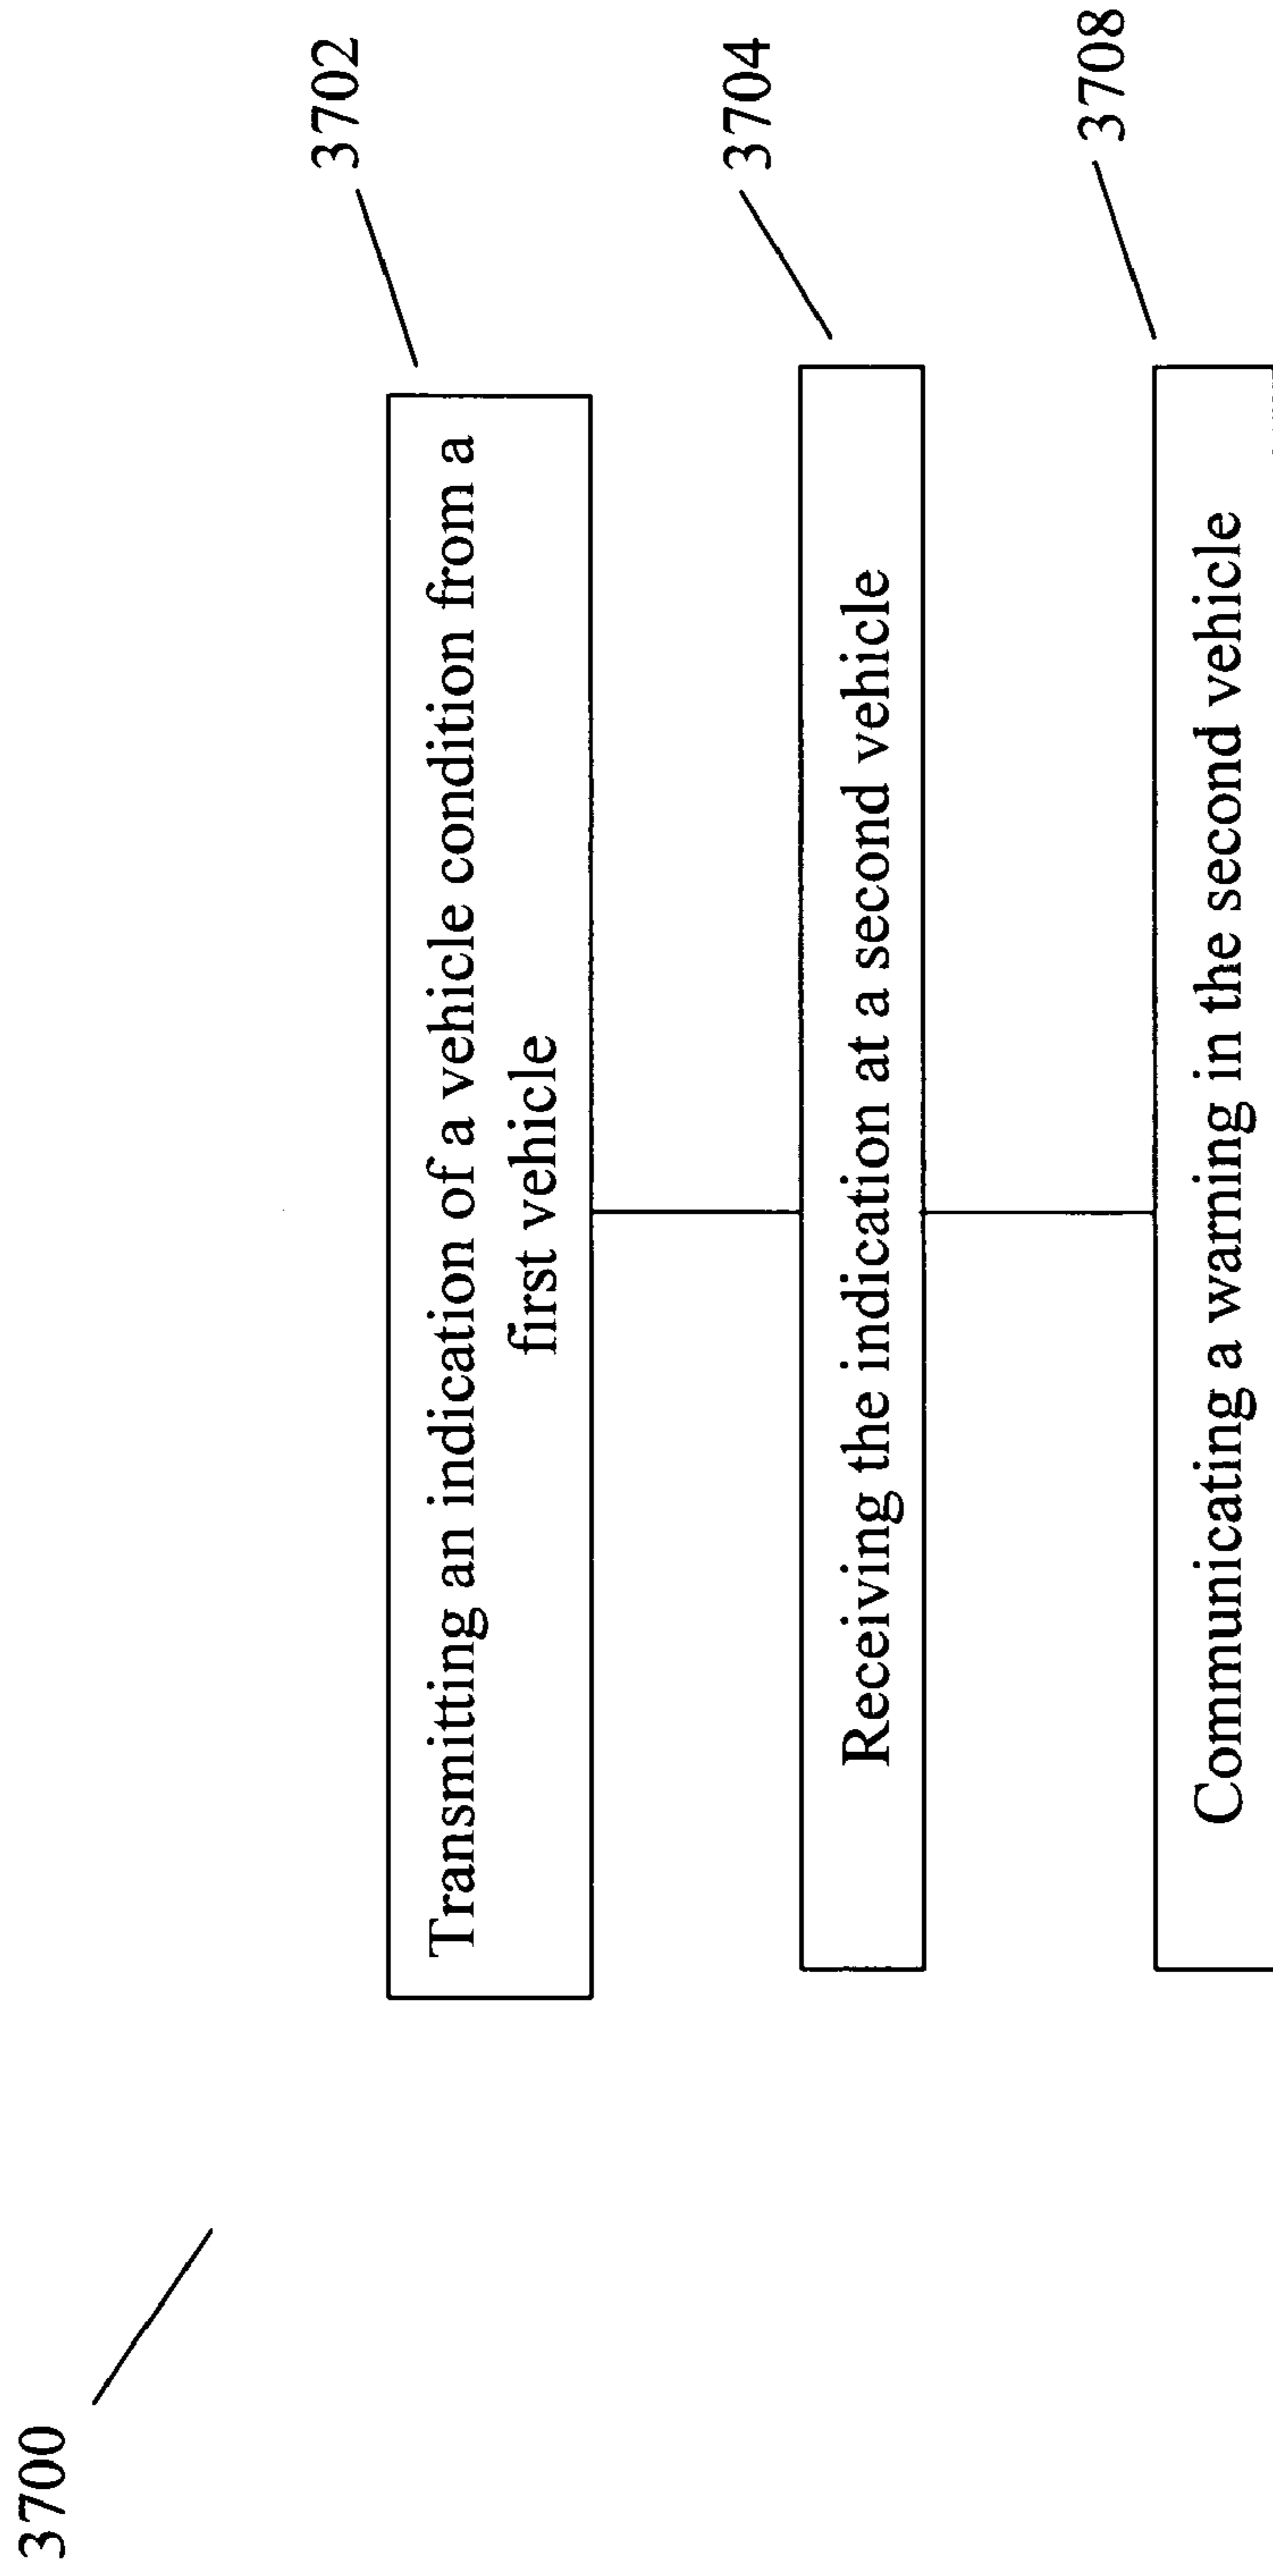 3700
3702
Transmitting an indication of a vehicle condition from a
first vehicle
3704
Receiving the indication at a second vehicle
3708
Communicating a warning in the second vehicle